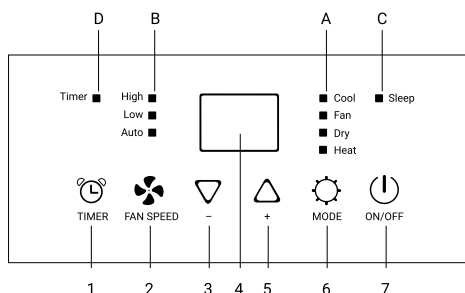 D B A C
Timer High Cool Sleep
Low Fan
Auto Dry
Heat
TIMER FAN SPEED − + MODE ON/OFF
1 2 3 4 5 6 7